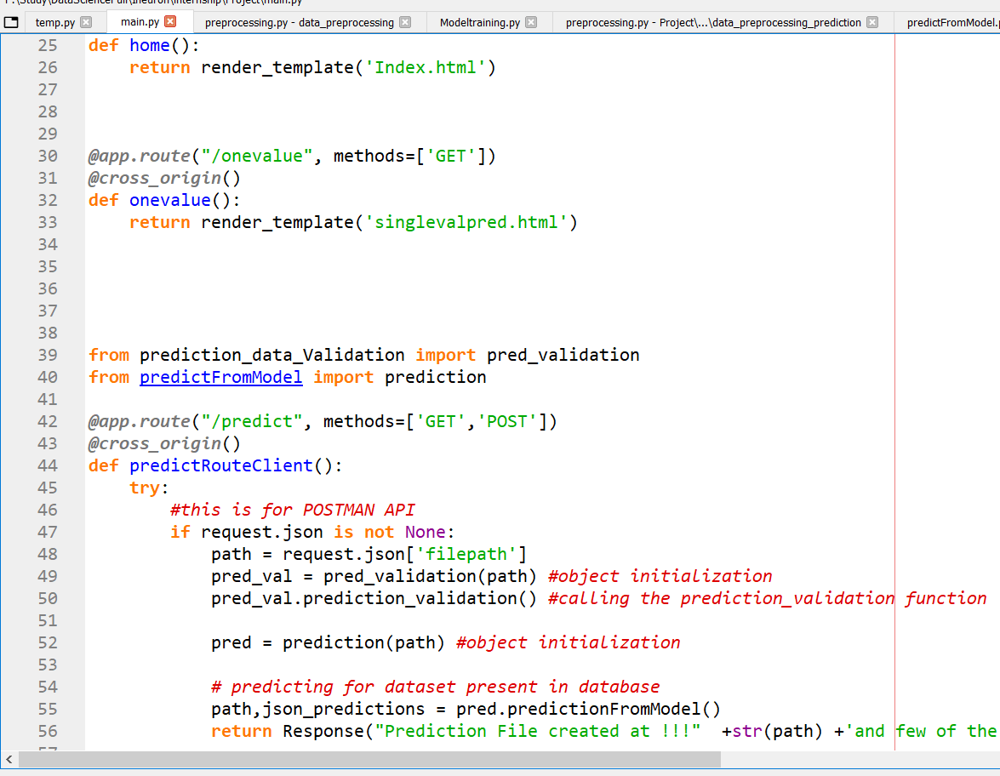 temp.py main.py preprocessing.py - data_preprocessing Modeltraining.py preprocessing.py - Project\...\data_preprocessing_prediction predictFromModel.
25 def home():
26 return render_template('Index.html')
27
28
29
30 @app.route("/onevalue", methods=['GET'])
31 @cross_origin()
32 def onevalue():
33 return render_template('singlevalpred.html')
34
35
36
37
38
39 from prediction_data_Validation import pred_validation
40 from predictFromModel import prediction
41
42 @app.route("/predict", methods=['GET','POST'])
43 @cross_origin()
44 def predictRouteClient():
45 try:
46 #this is for POSTMAN API
47 if request.json is not None:
48 path = request.json['filepath']
49 pred_val = pred_validation(path) #object initialization
50 pred_val.prediction_validation() #calling the prediction_validation function
51
52 pred = prediction(path) #object initialization
53
54 # predicting for dataset present in database
55 path,json_predictions = pred.predictionFromModel()
56 return Response("Prediction File created at !!!" +str(path) +'and few of the